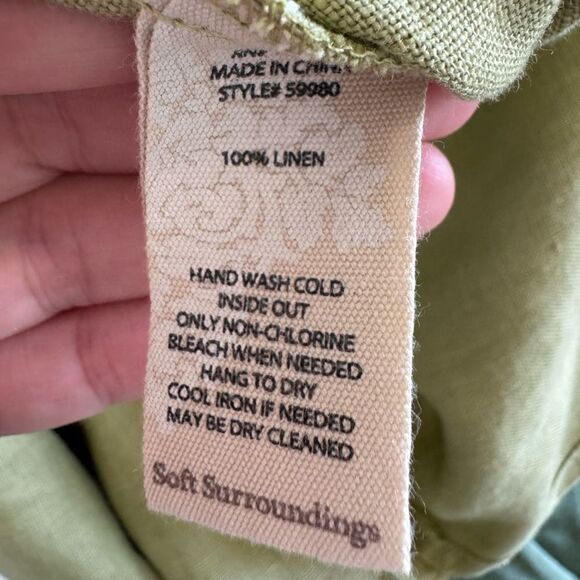 MADE IN CHINA
STYLE# 59980
100% LINEN
HAND WASH COLD
INSIDE OUT
ONLY NON-CHLORINE
BLEACH WHEN NEEDED
HANG TO DRY
COOL IRON IF NEEDED
MAY BE DRY CLEANED
Soft Surroundings